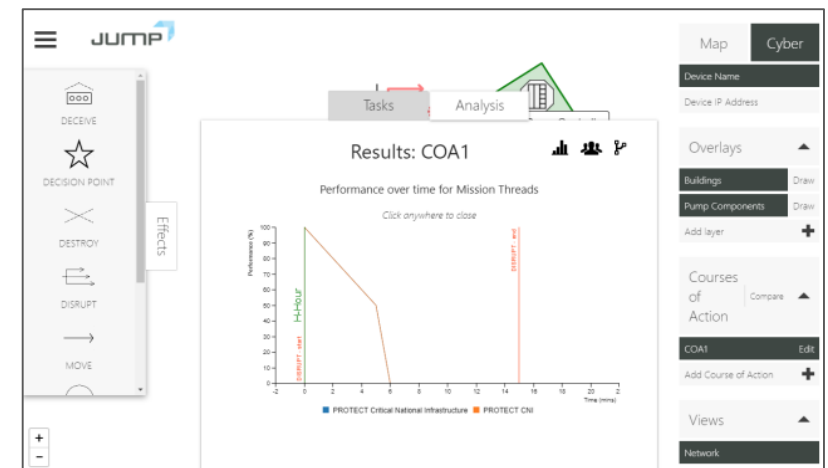 JUMP
Map
Cyber
Device Name
Device IP Address
DECEIVE
DECISION POINT
DESTROY
DISRUPT
MOVE
Effects
Tasks
Analysis
Results: COA1
Performance over time for Mission Threads
Click anywhere to close
Performance (%)
100
90
80
70
60
50
40
30
20
10
0
H-Hour
DISRUPT - start
DISRUPT - end
-2
0
2
4
6
8
10
12
14
16
18
20
2
Time (mins)
PROTECT Critical National Infrastructure
PROTECT CNI
Overlays
Buildings
Draw
Pump Components
Draw
Add layer
Courses
of
Action
Compare
COA1
Edit
Add Course of Action
Views
Network
+
−